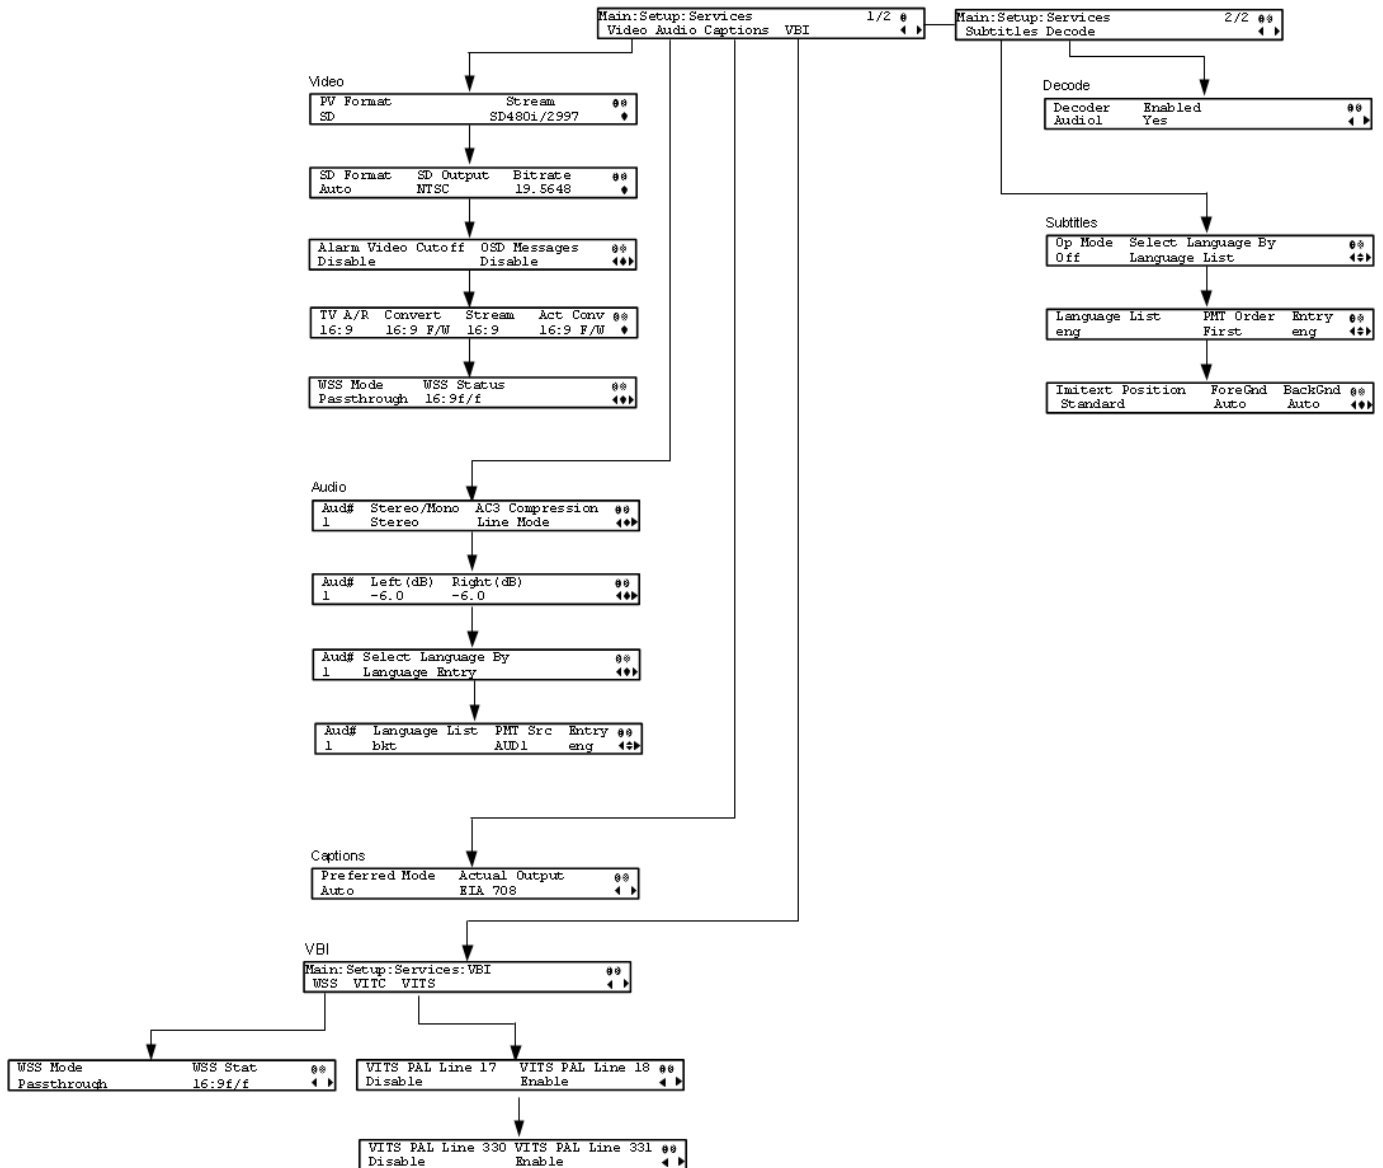 Main:Setup:Services 1/2
Video Audio Captions VBI
Main:Setup:Services 2/2
Subtitles Decode
Video
PV Format Stream
SD SD480i/2997
SD Format SD Output Bitrate
Auto NTSC 19.5648
Alarm Video Cutoff OSD Messages
Disable Disable
TV A/R Convert Stream Act Conv
16:9 16:9 F/W 16:9 16:9 F/W
WSS Mode WSS Status
Passthrough 16:9f/f
Decode
Decoder Enabled
Audio1 Yes
Subtitles
Op Mode Select Language By
Off Language List
Language List PMT Order Entry
eng First eng
Imitext Position ForeGnd BackGnd
Standard Auto Auto
Audio
Aud# Stereo/Mono AC3 Compression
1 Stereo Line Mode
Aud# Left(dB) Right(dB)
1 -6.0 -6.0
Aud# Select Language By
1 Language Entry
Aud# Language List PMT Src Entry
1 bkt AUD1 eng
Captions
Preferred Mode Actual Output
Auto EIA 708
VBI
Main:Setup:Services:VBI
WSS VITC VITS
WSS Mode WSS Stat
Passthrough 16:9f/f
VITS PAL Line 17 VITS PAL Line 18
Disable Enable
VITS PAL Line 330 VITS PAL Line 331
Disable Enable